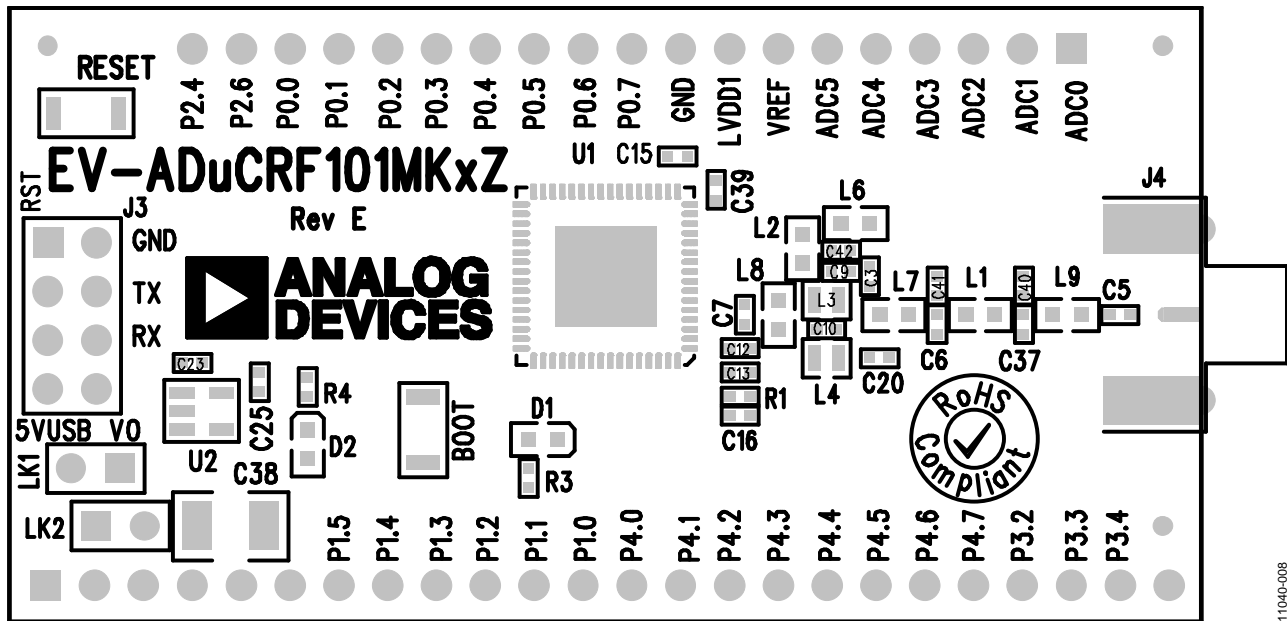 RESET
P2.4
P2.6
P0.0
P0.1
P0.2
P0.3
P0.4
P0.5
P0.6
P0.7
GND
LVDD1
VREF
ADC5
ADC4
ADC3
ADC2
ADC1
ADC0
U1
C15
EV-ADuCRF101MKxZ
Rev E
RST
J3
GND
TX
RX
ANALOG
DEVICES
C39
L6
J4
L2
C42
C9
C3
L8
L3
L7
C41
L1
C40
L9
C5
C7
C10
C12
C6
C37
C13
L4
C20
R1
C16
C23
C25
R4
D2
BOOT
D1
R3
RoHS
Compliant
5VUSB
VO
LK1
U2
C38
LK2
P1.5
P1.4
P1.3
P1.2
P1.1
P1.0
P4.0
P4.1
P4.2
P4.3
P4.4
P4.5
P4.6
P4.7
P3.2
P3.3
P3.4
11040-008